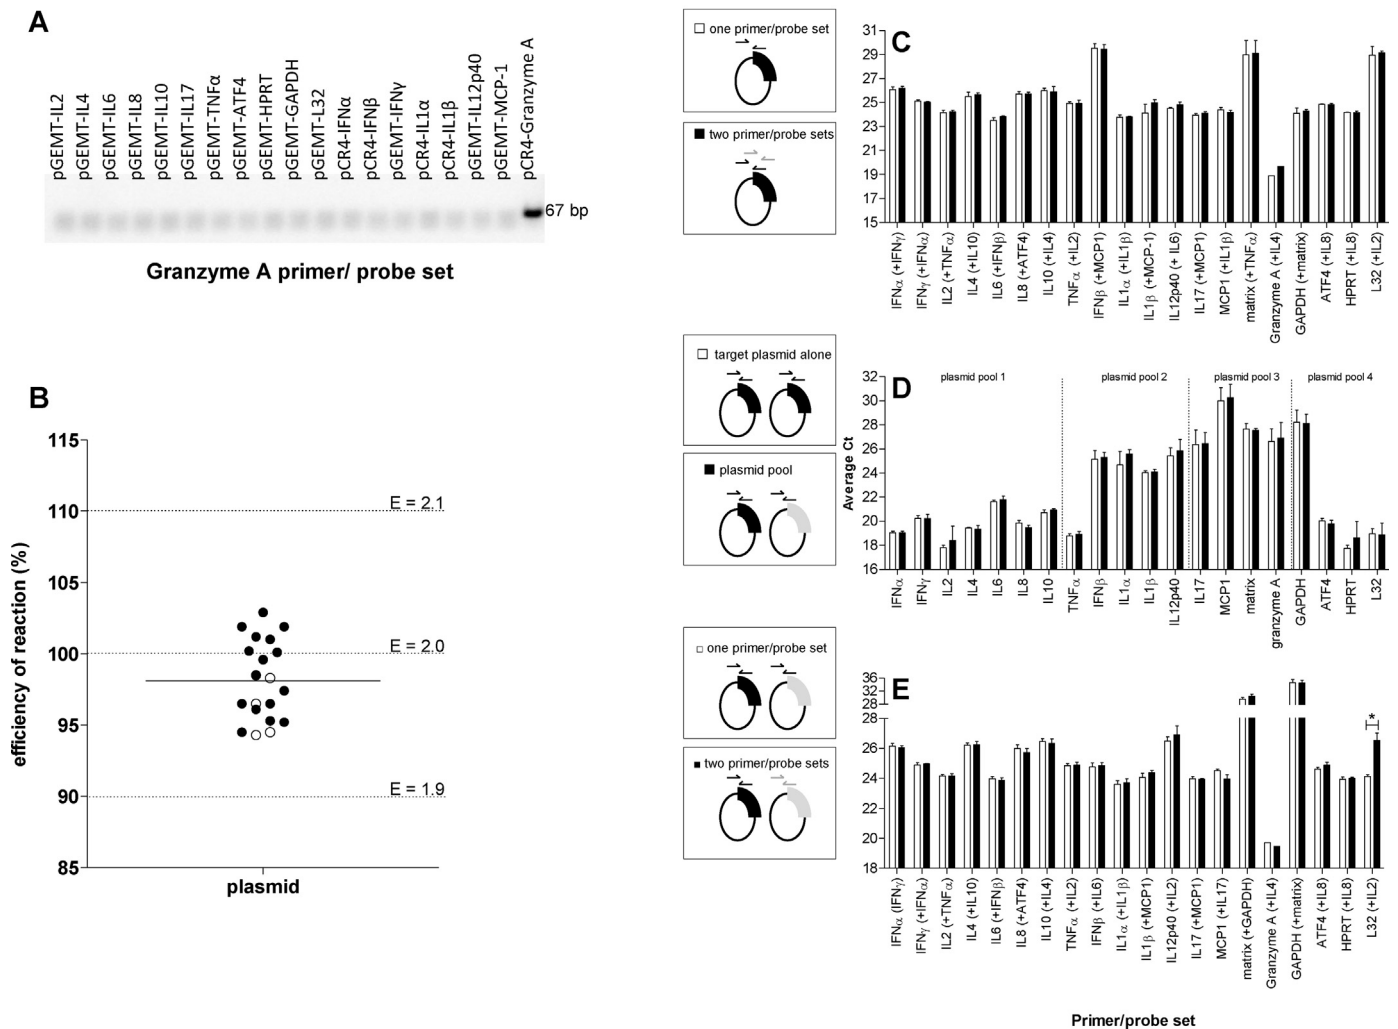 A
pGEMT-IL2
pGEMT-IL4
pGEMT-IL6
pGEMT-IL8
pGEMT-IL10
pGEMT-IL17
pGEMT-TNFα
pGEMT-ATF4
pGEMT-HPRT
pGEMT-GAPDH
pGEMT-L32
pCR4-IFNα
pCR4-IFNβ
pGEMT-IFNγ
pCR4-IL1α
pCR4-IL1β
pGEMT-IL12p40
pGEMT-MCP-1
pCR4-Granzyme A
67 bp
Granzyme A primer/ probe set
B
efficiency of reaction (%)
115
110
105
100
95
90
85
E = 2.1
E = 2.0
E = 1.9
plasmid
one primer/probe set
two primer/probe sets
C
31
29
27
25
23
21
19
17
15
IFNα (+IFNγ)
IFNγ (+IFNα)
IL2 (+TNFα)
IL4 (+IL10)
IL6 (+IFNβ)
IL8 (+ATF4)
IL10 (+IL4)
TNFα (+IL2)
IFNβ (+MCP1)
IL1α (+IL1β)
IL1β (+MCP-1)
IL12p40 (+ IL6)
IL17 (+MCP1)
MCP1 (+IL1β)
matrix (+TNFα)
Granzyme A (+IL4)
GAPDH (+matrix)
ATF4 (+IL8)
HPRT (+IL8)
L32 (+IL2)
target plasmid alone
plasmid pool
Average Ct
D
plasmid pool 1
plasmid pool 2
plasmid pool 3
plasmid pool 4
32
30
28
26
24
22
20
18
16
IFNα
IFNγ
IL2
IL4
IL6
IL8
IL10
TNFα
IFNβ
IL1α
IL1β
IL12p40
IL17
MCP1
matrix
granzyme A
GAPDH
ATF4
HPRT
L32
one primer/probe set
two primer/probe sets
E
36
32
28
28
26
24
22
20
18
*
IFNα (IFNγ)
IFNγ (+IFNα)
IL2 (+TNFα)
IL4 (+IL10)
IL6 (+IFNβ)
IL8 (+ATF4)
IL10 (+IL4)
TNFα (+IL2)
IFNβ (+IL6)
IL1α (+IL1β)
IL1β (+MCP1)
IL12p40 (+IL2)
IL17 (+MCP1)
MCP1 (+IL17)
matrix (+GAPDH)
Granzyme A (+IL4)
GAPDH (+matrix)
ATF4 (+IL8)
HPRT (+IL8)
L32 (+IL2)
Primer/probe set